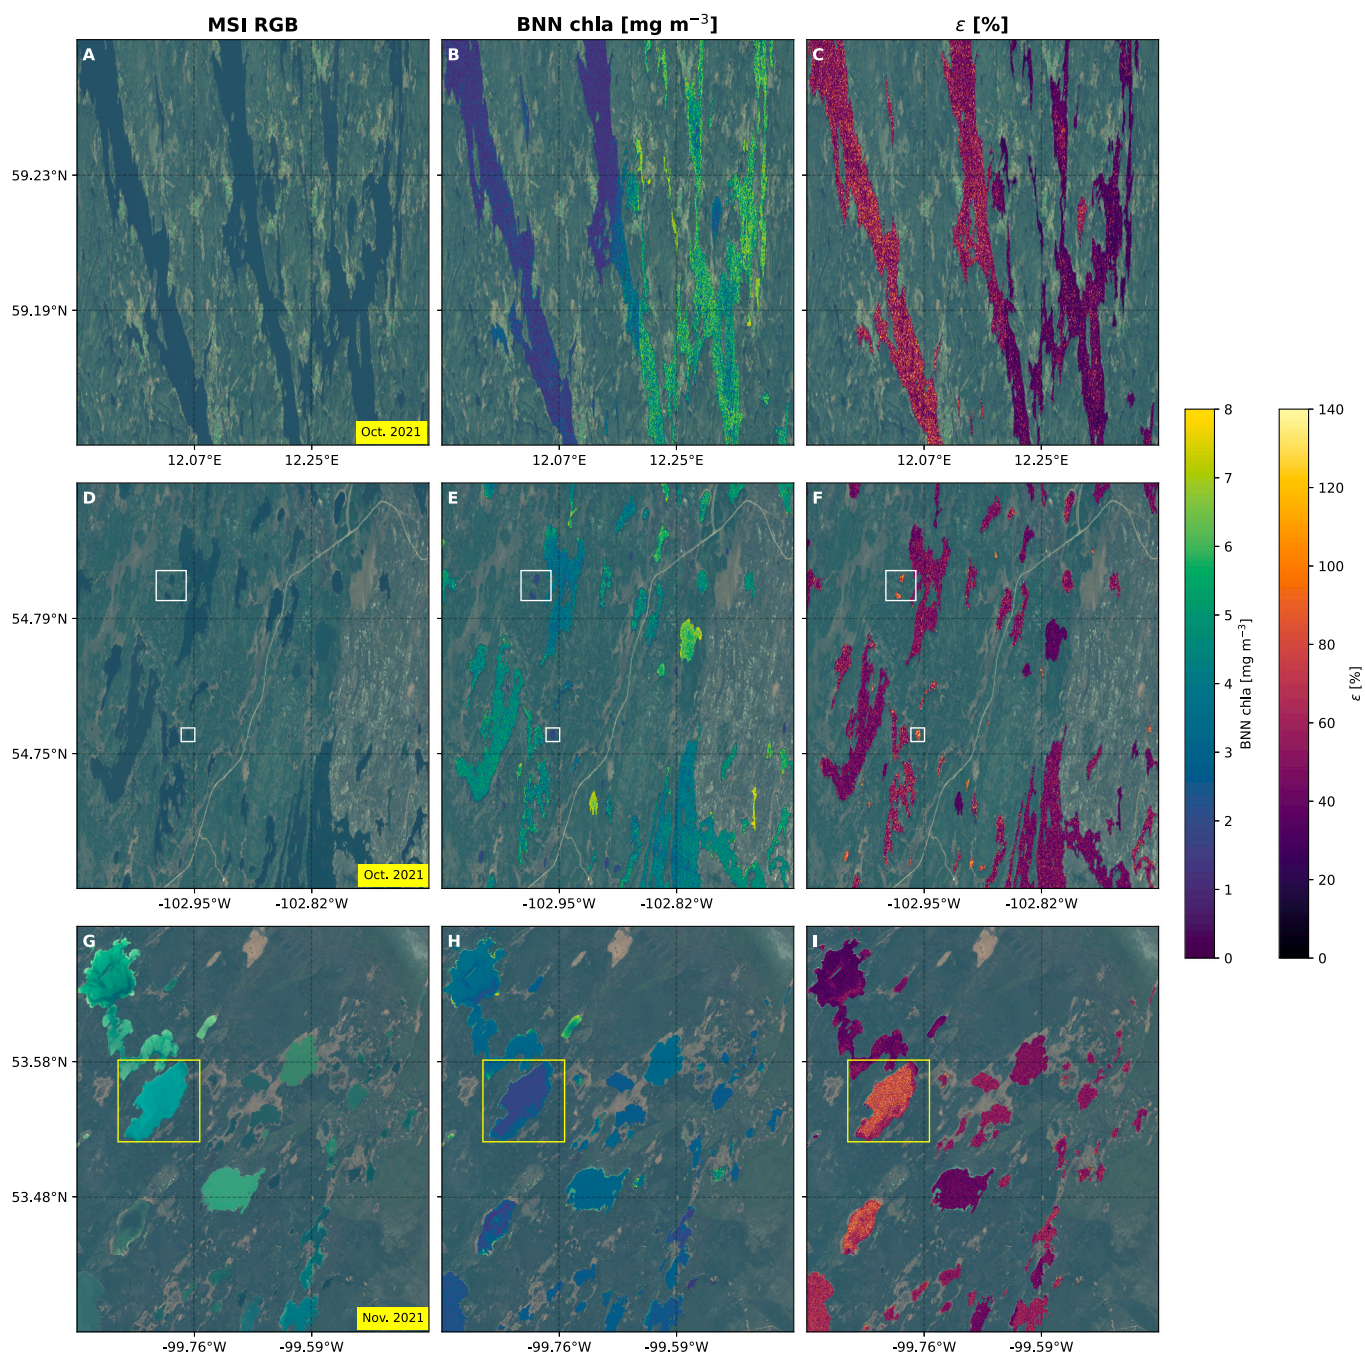 MSI RGB BNN chla [mg m⁻³] ε [%]
A B C
59.23°N
59.19°N
Oct. 2021
12.07°E 12.25°E 12.07°E 12.25°E 12.07°E 12.25°E
D E F
54.79°N
54.75°N
Oct. 2021
-102.95°W -102.82°W -102.95°W -102.82°W -102.95°W -102.82°W
G H I
53.58°N
53.48°N
Nov. 2021
-99.76°W -99.59°W -99.76°W -99.59°W -99.76°W -99.59°W
8
7
6
5
4
3
2
1
0
BNN chla [mg m⁻³]
140
120
100
80
60
40
20
0
ε [%]